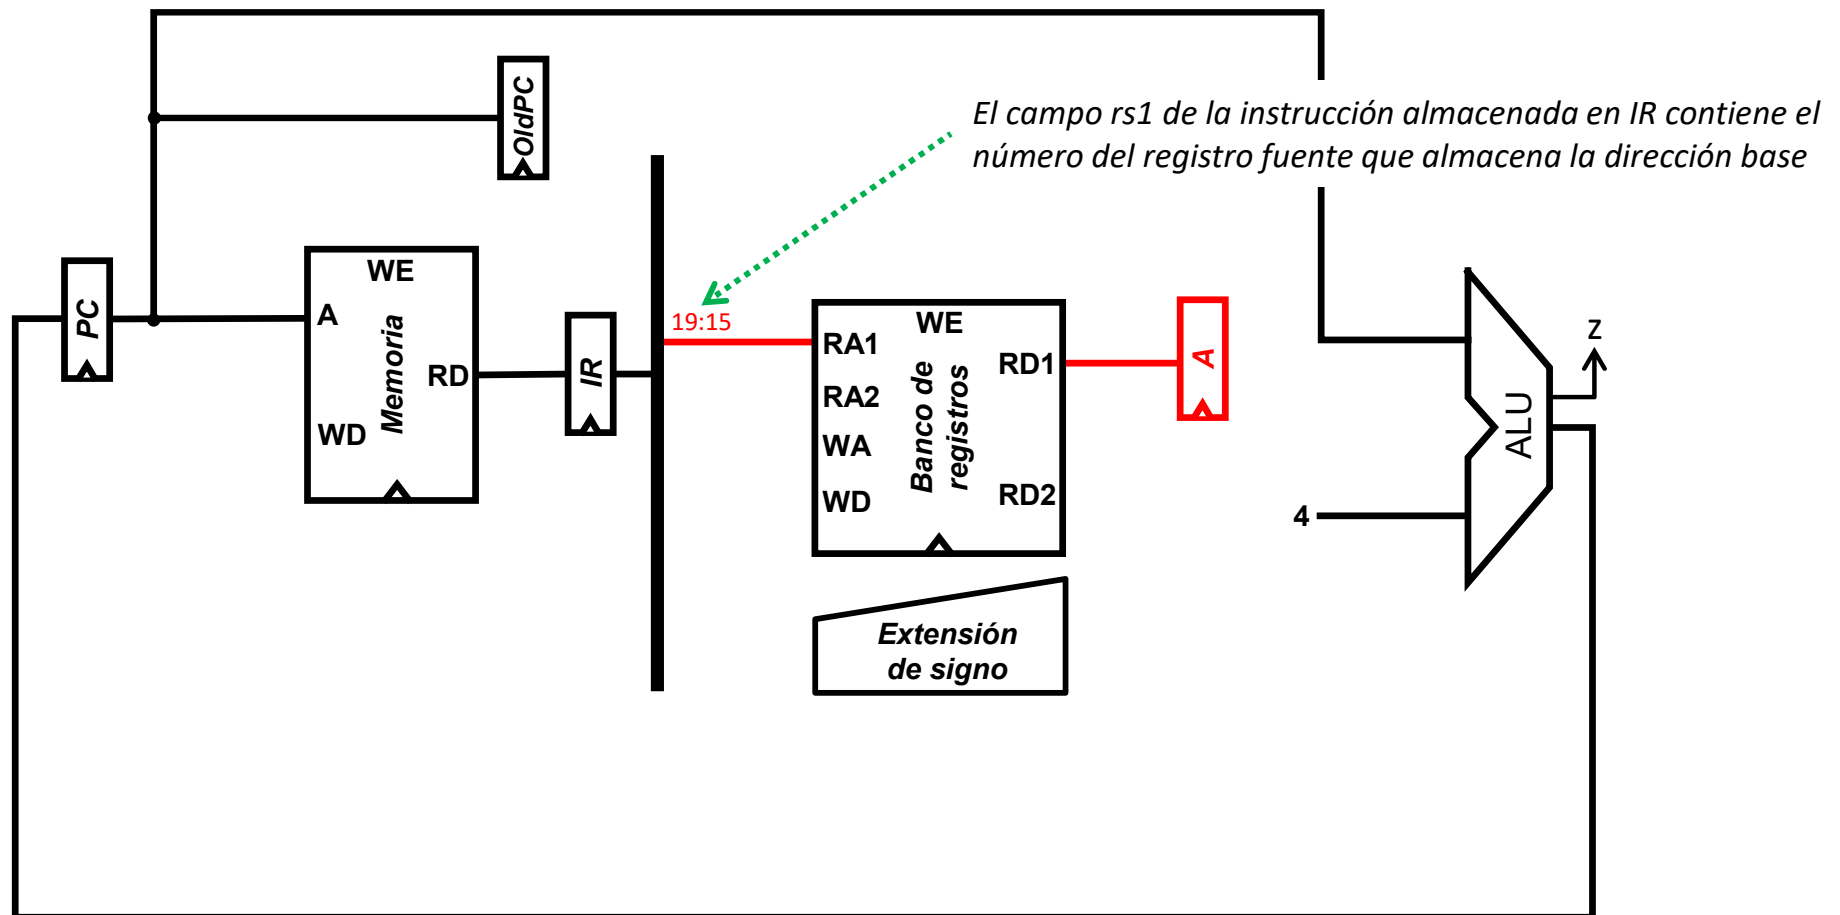 OldPC
El campo rs1 de la instrucción almacenada en IR contiene el
número del registro fuente que almacena la dirección base
PC
A
WE
Memoria
RD
WD
IR
19:15
RA1
WE
RA2
WA
WD
Banco de
registros
RD1
RD2
A
Z
ALU
4
Extensión
de signo